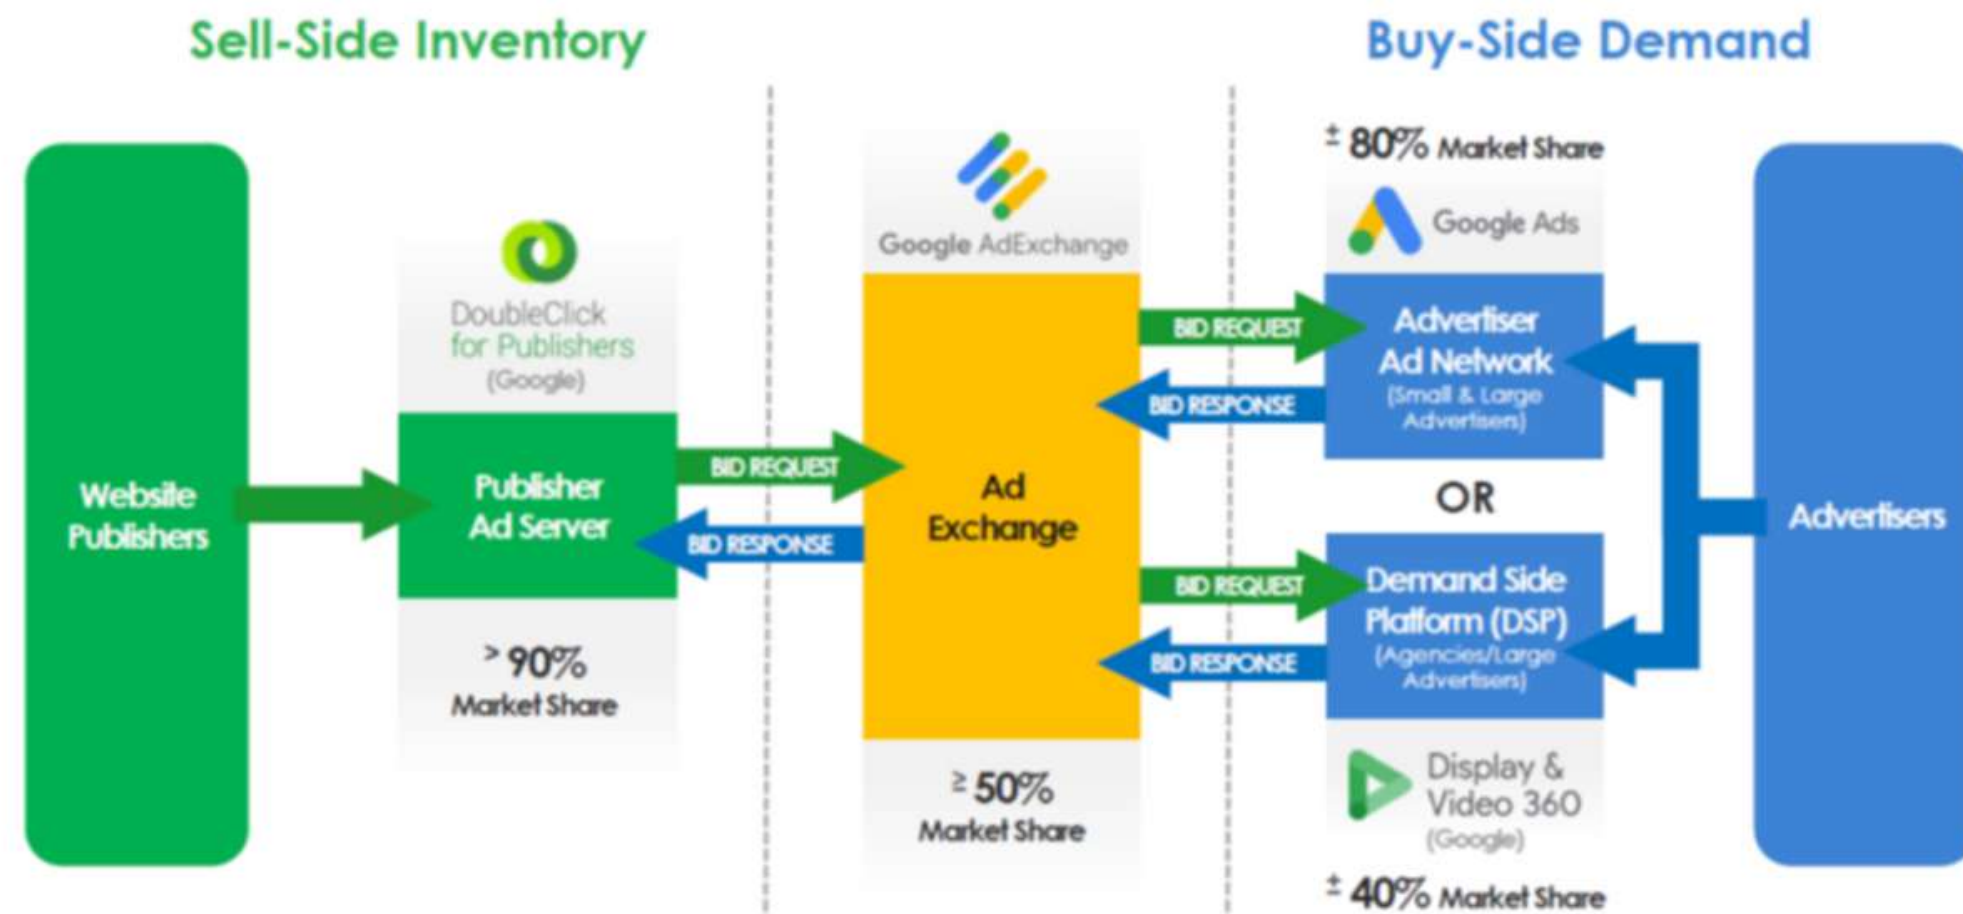 Sell-Side Inventory
Buy-Side Demand
Website
Publishers
DoubleClick
for Publishers
(Google)
Publisher
Ad Server
> 90%
Market Share
BID REQUEST
BID RESPONSE
Google AdExchange
Ad
Exchange
≥ 50%
Market Share
BID REQUEST
BID RESPONSE
BID REQUEST
BID RESPONSE
± 80% Market Share
Google Ads
Advertiser
Ad Network
(Small & Large
Advertisers)
OR
Demand Side
Platform (DSP)
(Agencies/Large
Advertisers)
Display &
Video 360
(Google)
± 40% Market Share
Advertisers